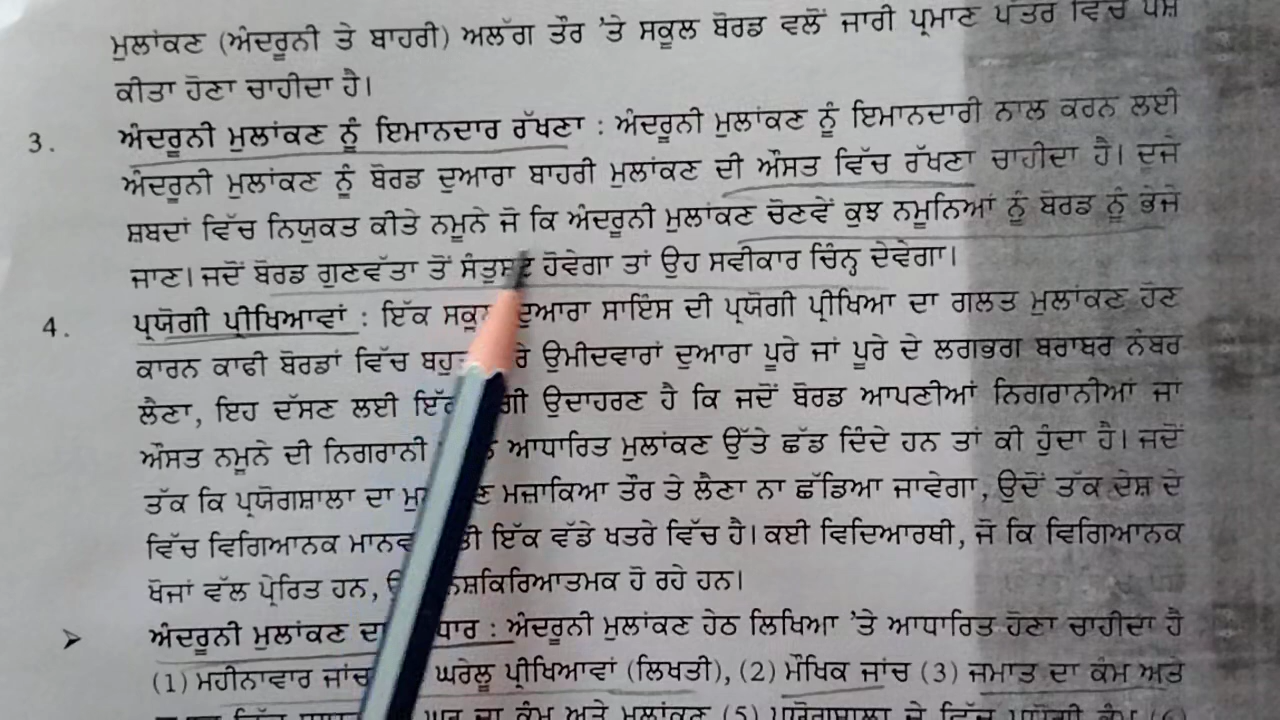 ਮੁਲਾਂਕਣ (ਅੰਦਰੂਨੀ ਤੇ ਬਾਹਰੀ) ਅਲੱਗ ਤੌਰ ’ਤੇ ਸਕੂਲ ਬੋਰਡ ਵਲੋਂ ਜਾਰੀ ਪ੍ਰਮਾਣ ਪੱਤਰ ਵਿੱਚ ਪੇਸ਼
ਕੀਤਾ ਹੋਣਾ ਚਾਹੀਦਾ ਹੈ।
3. ਅੰਦਰੂਨੀ ਮੁਲਾਂਕਣ ਨੂੰ ਇਮਾਨਦਾਰ ਰੱਖਣਾ : ਅੰਦਰੂਨੀ ਮੁਲਾਂਕਣ ਨੂੰ ਇਮਾਨਦਾਰੀ ਨਾਲ ਕਰਨ ਲਈ
ਅੰਦਰੂਨੀ ਮੁਲਾਂਕਣ ਨੂੰ ਬੋਰਡ ਦੁਆਰਾ ਬਾਹਰੀ ਮੁਲਾਂਕਣ ਦੀ ਔਸਤ ਵਿੱਚ ਰੱਖਣਾ ਚਾਹੀਦਾ ਹੈ। ਦੂਜੇ
ਸ਼ਬਦਾਂ ਵਿੱਚ ਨਿਯੁਕਤ ਕੀਤੇ ਨਮੂਨੇ ਜੋ ਕਿ ਅੰਦਰੂਨੀ ਮੁਲਾਂਕਣ ਚੋਣਵੇਂ ਕੁਝ ਨਮੂਨਿਆਂ ਨੂੰ ਬੋਰਡ ਨੂੰ ਭੇਜੇ
ਜਾਣ। ਜਦੋਂ ਬੋਰਡ ਗੁਣਵੱਤਾ ਤੋਂ ਸੰਤੁਸ਼ਟ ਹੋਵੇਗਾ ਤਾਂ ਉਹ ਸਵੀਕਾਰ ਚਿੰਨ੍ਹ ਦੇਵੇਗਾ।
4. ਪ੍ਰਯੋਗੀ ਪ੍ਰੀਖਿਆਵਾਂ : ਇੱਕ ਸਕੂਲ ਦੁਆਰਾ ਸਾਇੰਸ ਦੀ ਪ੍ਰਯੋਗੀ ਪ੍ਰੀਖਿਆ ਦਾ ਗਲਤ ਮੁਲਾਂਕਣ ਹੋਣ
ਕਾਰਨ ਕਾਫੀ ਬੋਰਡਾਂ ਵਿੱਚ ਉਮੀਦਵਾਰਾਂ ਦੁਆਰਾ ਪੂਰੇ ਜਾਂ ਪੂਰੇ ਦੇ ਲਗਭਗ ਬਰਾਬਰ ਨੰਬਰ
ਲੈਣਾ, ਇਹ ਦੱਸਣ ਲਈ ਉਦਾਹਰਣ ਹੈ ਕਿ ਜਦੋਂ ਬੋਰਡ ਆਪਣੀਆਂ ਨਿਗਰਾਨੀਆਂ ਜਾਂ
ਔਸਤ ਨਮੂਨੇ ਦੀ ਨਿਗਰਾਨੀ ਆਧਾਰਿਤ ਮੁਲਾਂਕਣ ਉੱਤੇ ਛੱਡ ਦਿੰਦੇ ਹਨ ਤਾਂ ਕੀ ਹੁੰਦਾ ਹੈ। ਜਦੋਂ
ਤੱਕ ਕਿ ਪ੍ਰਯੋਗਸ਼ਾਲਾ ਦਾ ਮਜ਼ਾਕਿਆ ਤੌਰ ਤੇ ਲੈਣਾ ਨਾ ਛੱਡਿਆ ਜਾਵੇਗਾ, ਉਦੋਂ ਤੱਕ ਦੇਸ਼ ਦੇ
ਵਿੱਚ ਵਿਗਿਆਨਕ ਇੱਕ ਵੱਡੇ ਖਤਰੇ ਵਿੱਚ ਹੈ। ਕਈ ਵਿਦਿਆਰਥੀ, ਜੋ ਕਿ ਵਿਗਿਆਨਕ
ਖੋਜਾਂ ਵੱਲ ਪ੍ਰੇਰਿਤ ਹਨ, ਹੋ ਰਹੇ ਹਨ।
➤ ਅੰਦਰੂਨੀ ਮੁਲਾਂਕਣ ਦਾ : ਅੰਦਰੂਨੀ ਮੁਲਾਂਕਣ ਹੇਠ ਲਿਖਿਆ ’ਤੇ ਆਧਾਰਿਤ ਹੋਣਾ ਚਾਹੀਦਾ ਹੈ
(1) ਮਹੀਨਾਵਾਰ ਜਾਂਚ ਘਰੇਲੂ ਪ੍ਰੀਖਿਆਵਾਂ (ਲਿਖਤੀ), (2) ਮੌਖਿਕ ਜਾਂਚ (3) ਜਮਾਤ ਦਾ ਕੰਮ ਅਤੇ